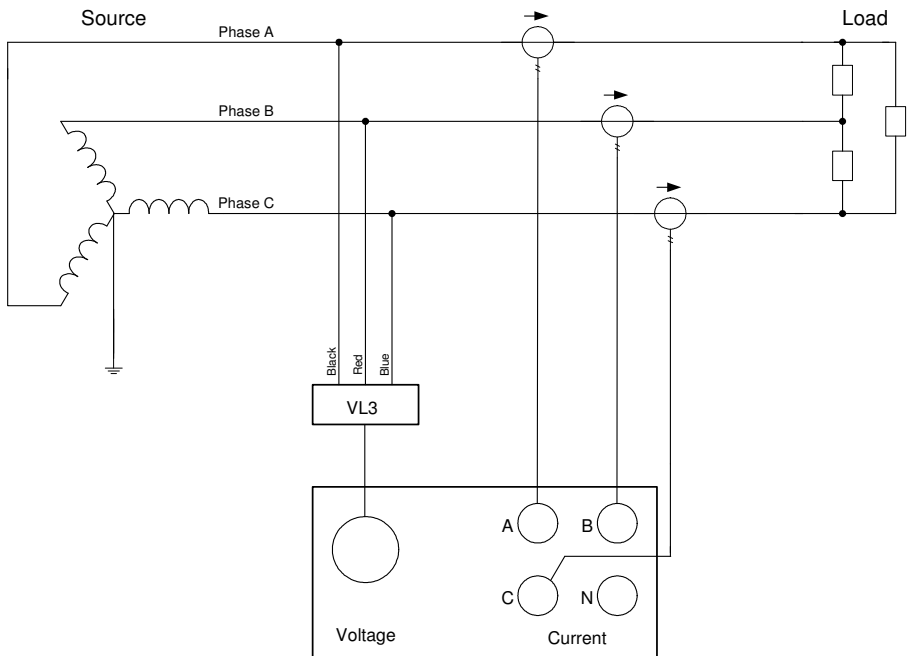 Source
Load
Phase A
Phase B
Phase C
Black
Red
Blue
VL3
A
B
C
N
Voltage
Current